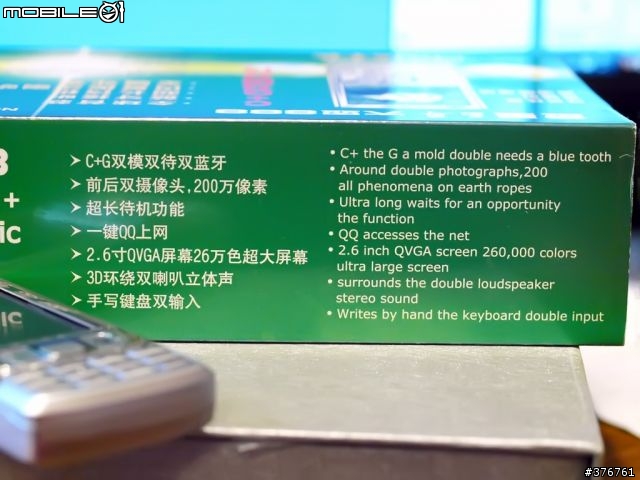 MOBILE01
3
+
ic
➤ C+G双模双待双蓝牙
➤ 前后双摄像头,200万像素
➤ 超长待机功能
➤ 一键QQ上网
➤ 2.6寸QVGA屏幕26万色超大屏幕
➤ 3D环绕双喇叭立体声
➤ 手写键盘双输入
• C+ the G a mold double needs a blue tooth
• Around double photographs,200
all phenomena on earth ropes
• Ultra long waits for an opportunity
the function
• QQ accesses the net
• 2.6 inch QVGA screen 260,000 colors
ultra large screen
• surrounds the double loudspeaker
stereo sound
• Writes by hand the keyboard double input
#376761